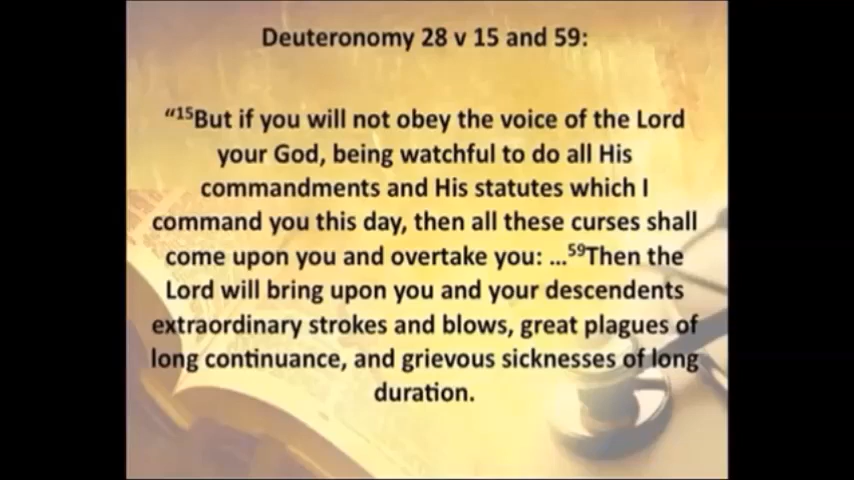 Deuteronomy 28 v 15 and 59:
“15But if you will not obey the voice of the Lord
your God, being watchful to do all His
commandments and His statutes which I
command you this day, then all these curses shall
come upon you and overtake you: ...59Then the
Lord will bring upon you and your descendents
extraordinary strokes and blows, great plagues of
long continuance, and grievous sicknesses of long
duration.